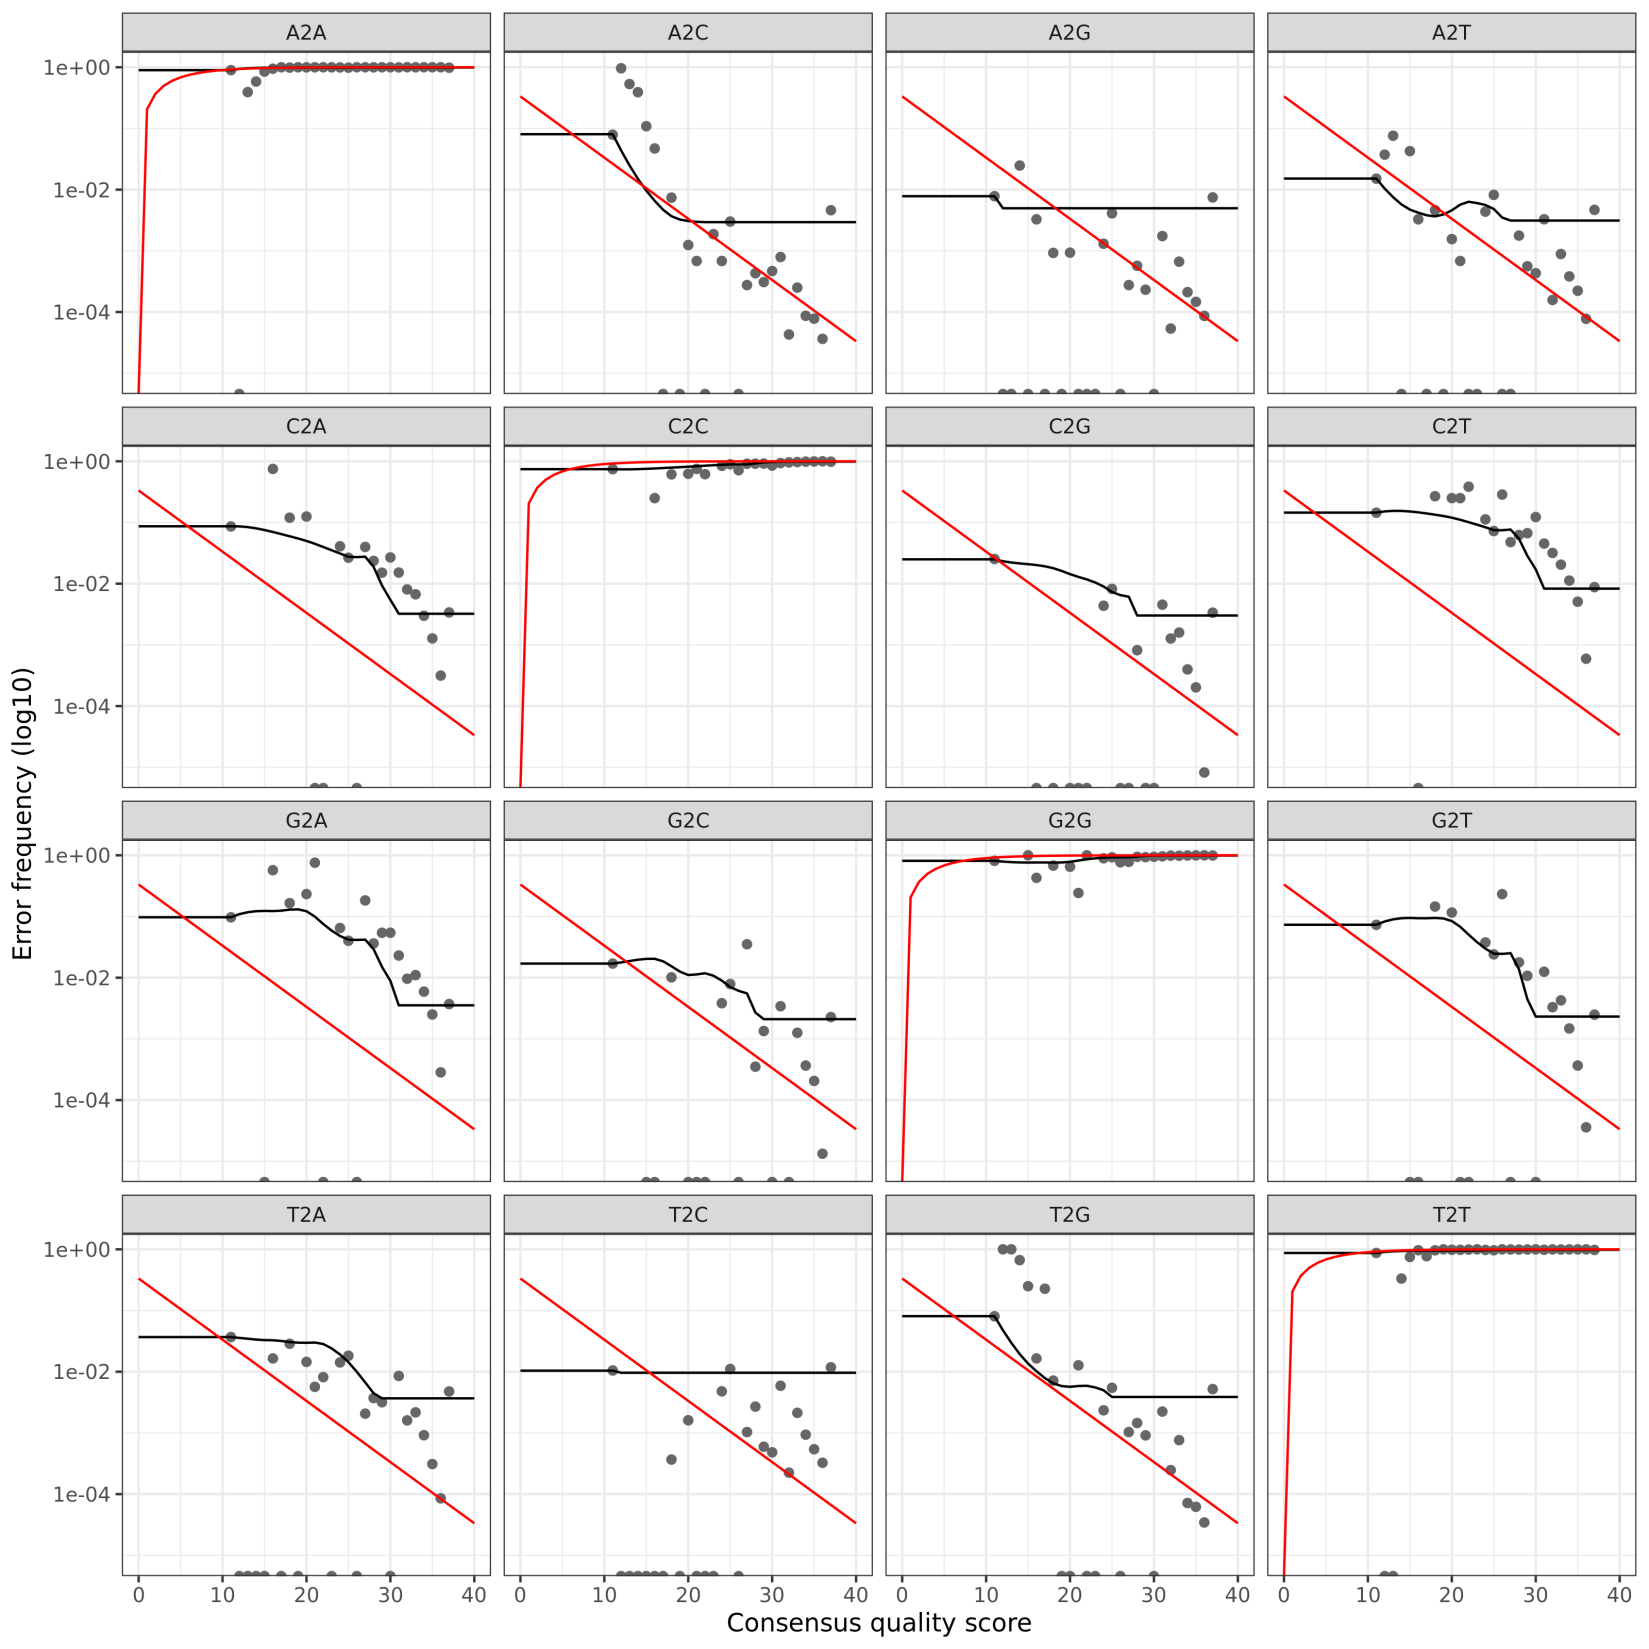 A2A A2C A2G A2T
1e+00
1e-02
1e-04
C2A C2C C2G C2T
1e+00
1e-02
1e-04
G2A G2C G2G G2T
1e+00
1e-02
1e-04
T2A T2C T2G T2T
1e+00
1e-02
1e-04
0 10 20 30 40 0 10 20 30 40 0 10 20 30 40 0 10 20 30 40
Consensus quality score
Error frequency (log10)